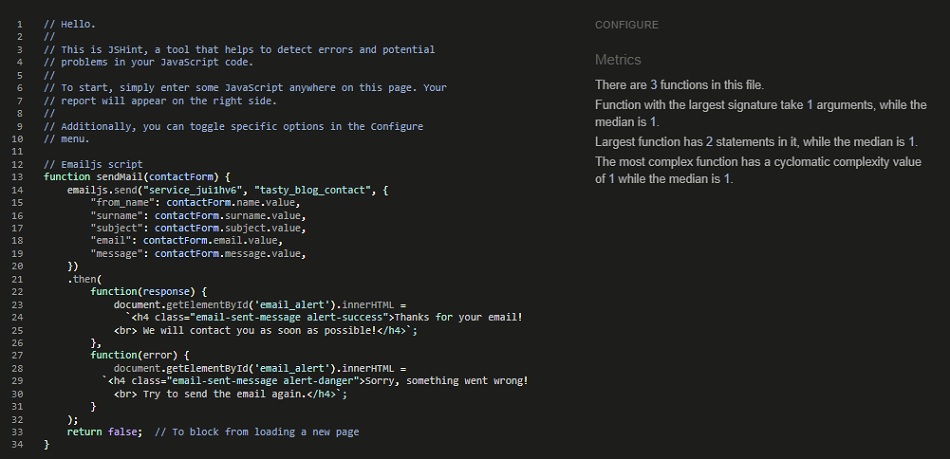 1 // Hello.
2 //
3 // This is JSHint, a tool that helps to detect errors and potential
4 // problems in your JavaScript code.
5 //
6 // To start, simply enter some JavaScript anywhere on this page. Your
7 // report will appear on the right side.
8 //
9 // Additionally, you can toggle specific options in the Configure
10 // menu.
11
12 // Emailjs script
13 function sendMail(contactForm) {
14     emailjs.send("service_jui1hv6", "tasty_blog_contact", {
15         "from_name": contactForm.name.value,
16         "surname": contactForm.surname.value,
17         "subject": contactForm.subject.value,
18         "email": contactForm.email.value,
19         "message": contactForm.message.value,
20     })
21     .then(
22         function(response) {
23             document.getElementById('email_alert').innerHTML =
24               `<h4 class="email-sent-message alert-success">Thanks for your email!
25             <br> We will contact you as soon as possible!</h4>`;
26         },
27         function(error) {
28             document.getElementById('email_alert').innerHTML =
29           `<h4 class="email-sent-message alert-danger">Sorry, something went wrong!
30             <br> Try to send the email again.</h4>`;
31         }
32     );
33     return false;  // To block from loading a new page
34 }
CONFIGURE
Metrics
There are 3 functions in this file.
Function with the largest signature take 1 arguments, while the
median is 1.
Largest function has 2 statements in it, while the median is 1.
The most complex function has a cyclomatic complexity value
of 1 while the median is 1.